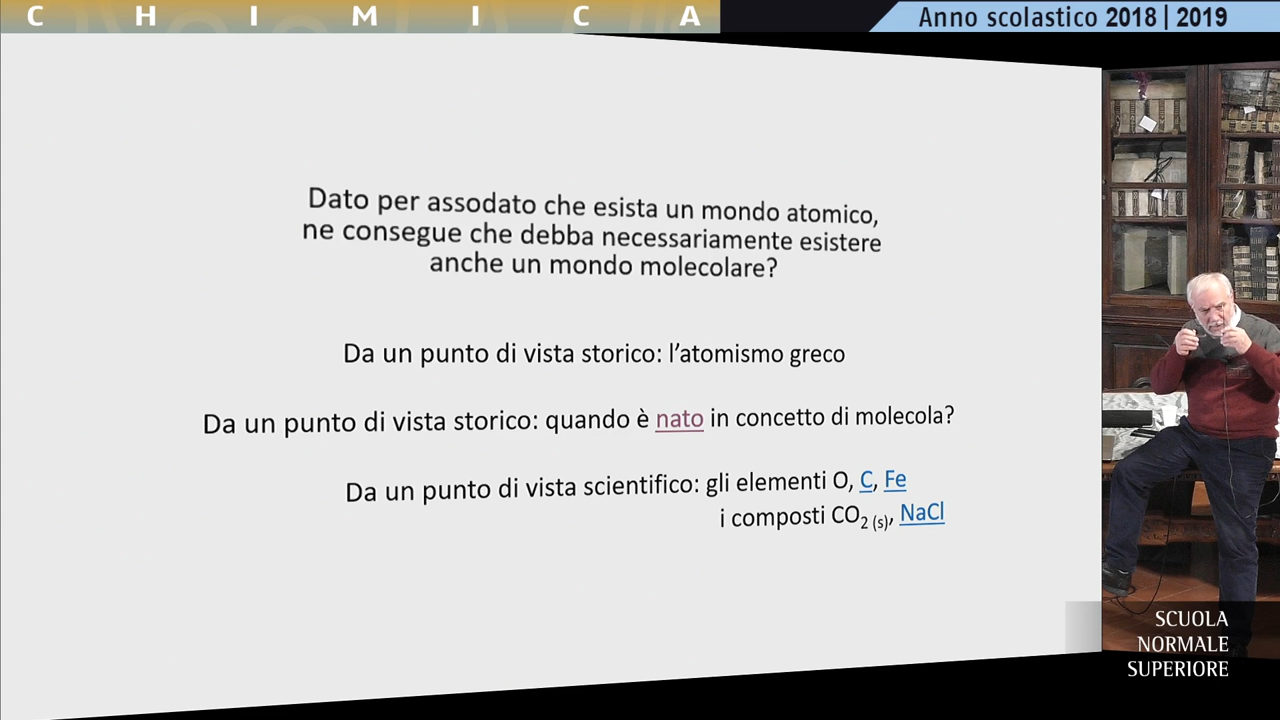 CHIMICA
Anno scolastico 2018 | 2019
Dato per assodato che esista un mondo atomico,
ne consegue che debba necessariamente esistere
anche un mondo molecolare?
Da un punto di vista storico: l’atomismo greco
Da un punto di vista storico: quando è nato in concetto di molecola?
Da un punto di vista scientifico: gli elementi O, C, Fe
i composti CO₂ (s), NaCl
SCUOLA
NORMALE
SUPERIORE